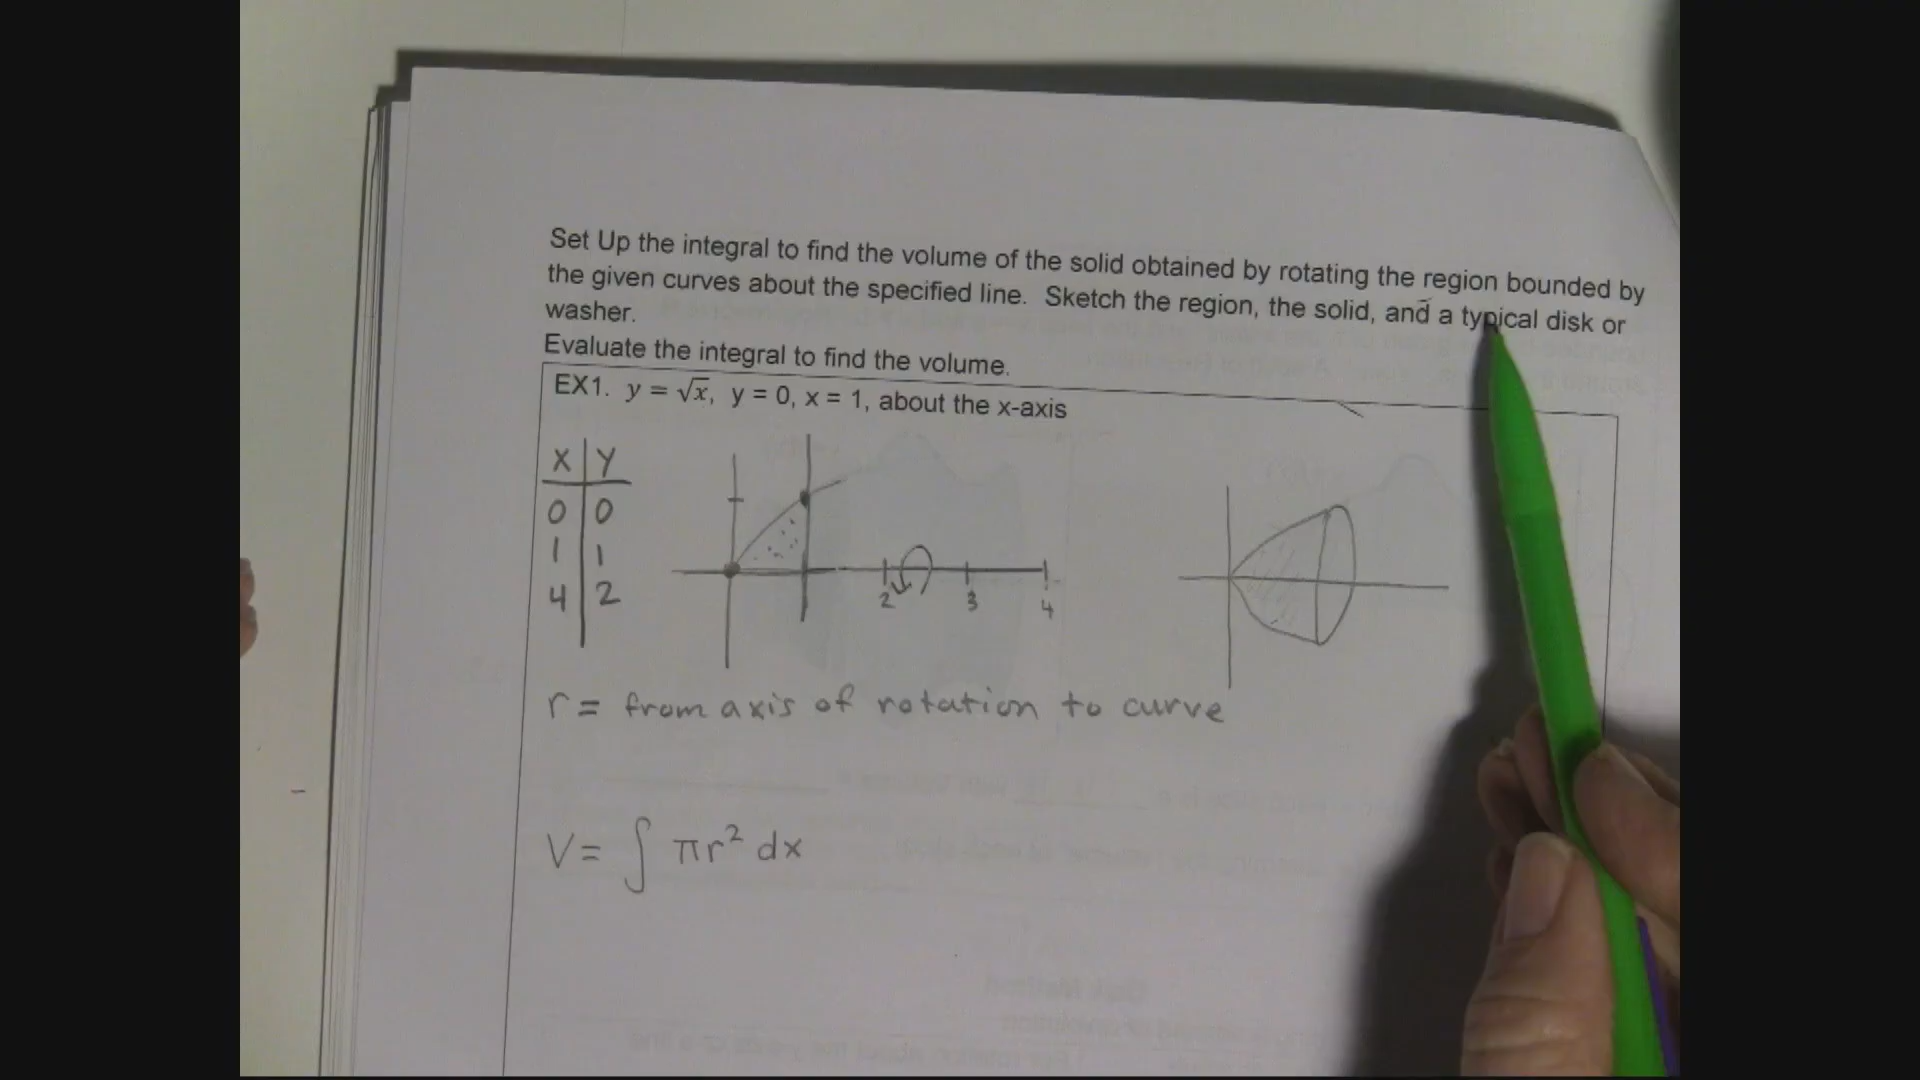 Set Up the integral to find the volume of the solid obtained by rotating the region bounded by
the given curves about the specified line. Sketch the region, the solid, and a typical disk or
washer.
Evaluate the integral to find the volume.
EX1. y = √x, y = 0, x = 1, about the x-axis
X Y
0 0
1 1
4 2
2 3 4
r = from axis of rotation to curve
V = ∫ πr² dx